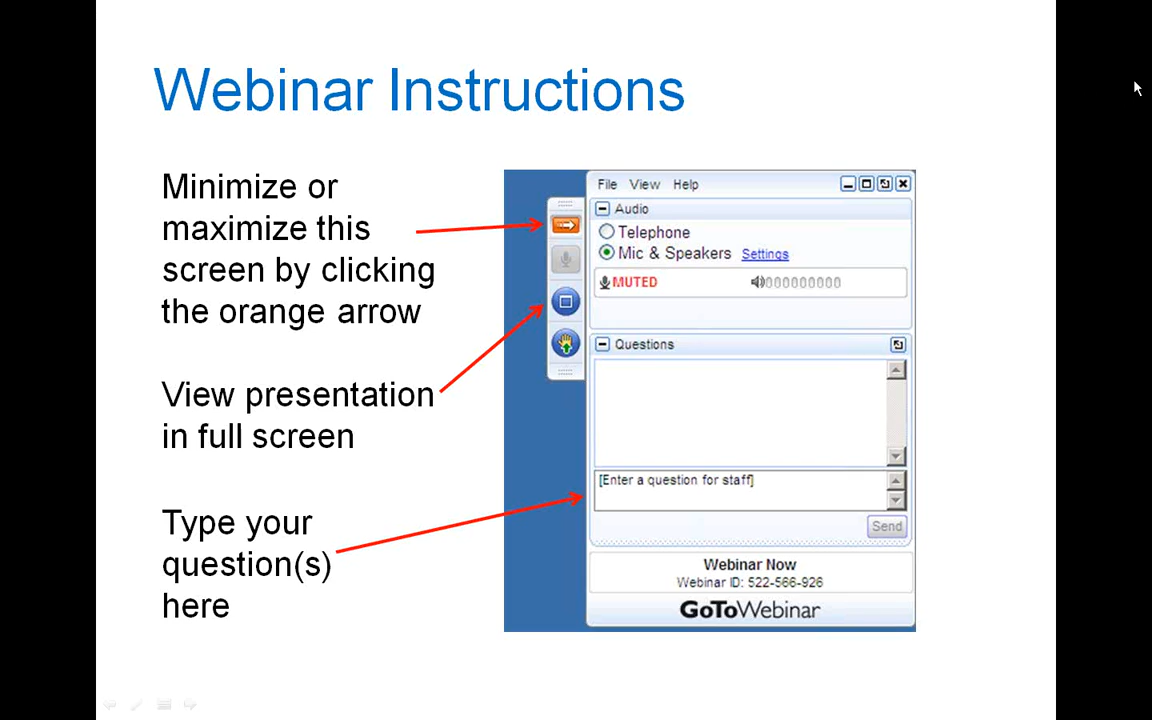 Webinar Instructions
Minimize or
maximize this
screen by clicking
the orange arrow
View presentation
in full screen
Type your
question(s)
here
File View Help
Audio
Telephone
Mic & Speakers Settings
MUTED 000000000
Questions
[Enter a question for staff]
Send
Webinar Now
Webinar ID: 522-566-926
GoToWebinar